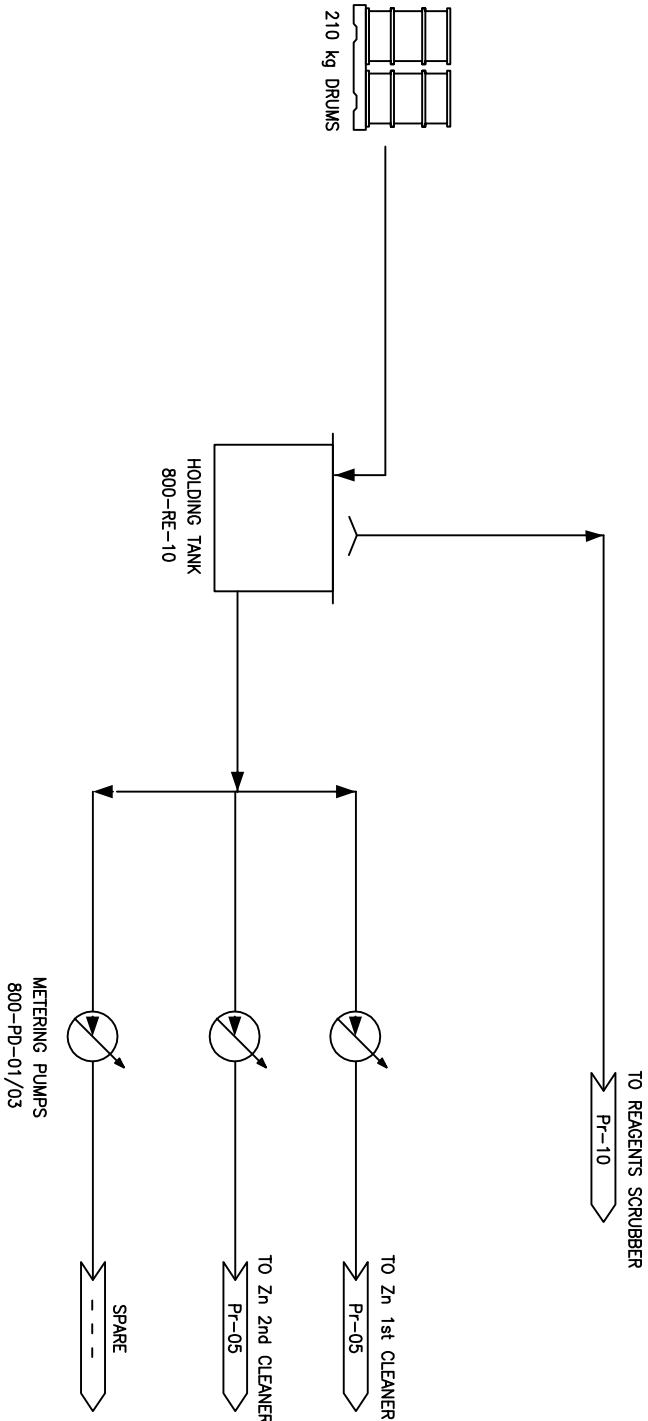 210 kg DRUMS
HOLDING TANK
800-RE-10
TO REAGENTS SCRUBBER
Pr-10
TO Zn 1st CLEANER
Pr-05
TO Zn 2nd CLEANER
Pr-05
SPARE
- - -
METERING PUMPS
800-PD-01/03